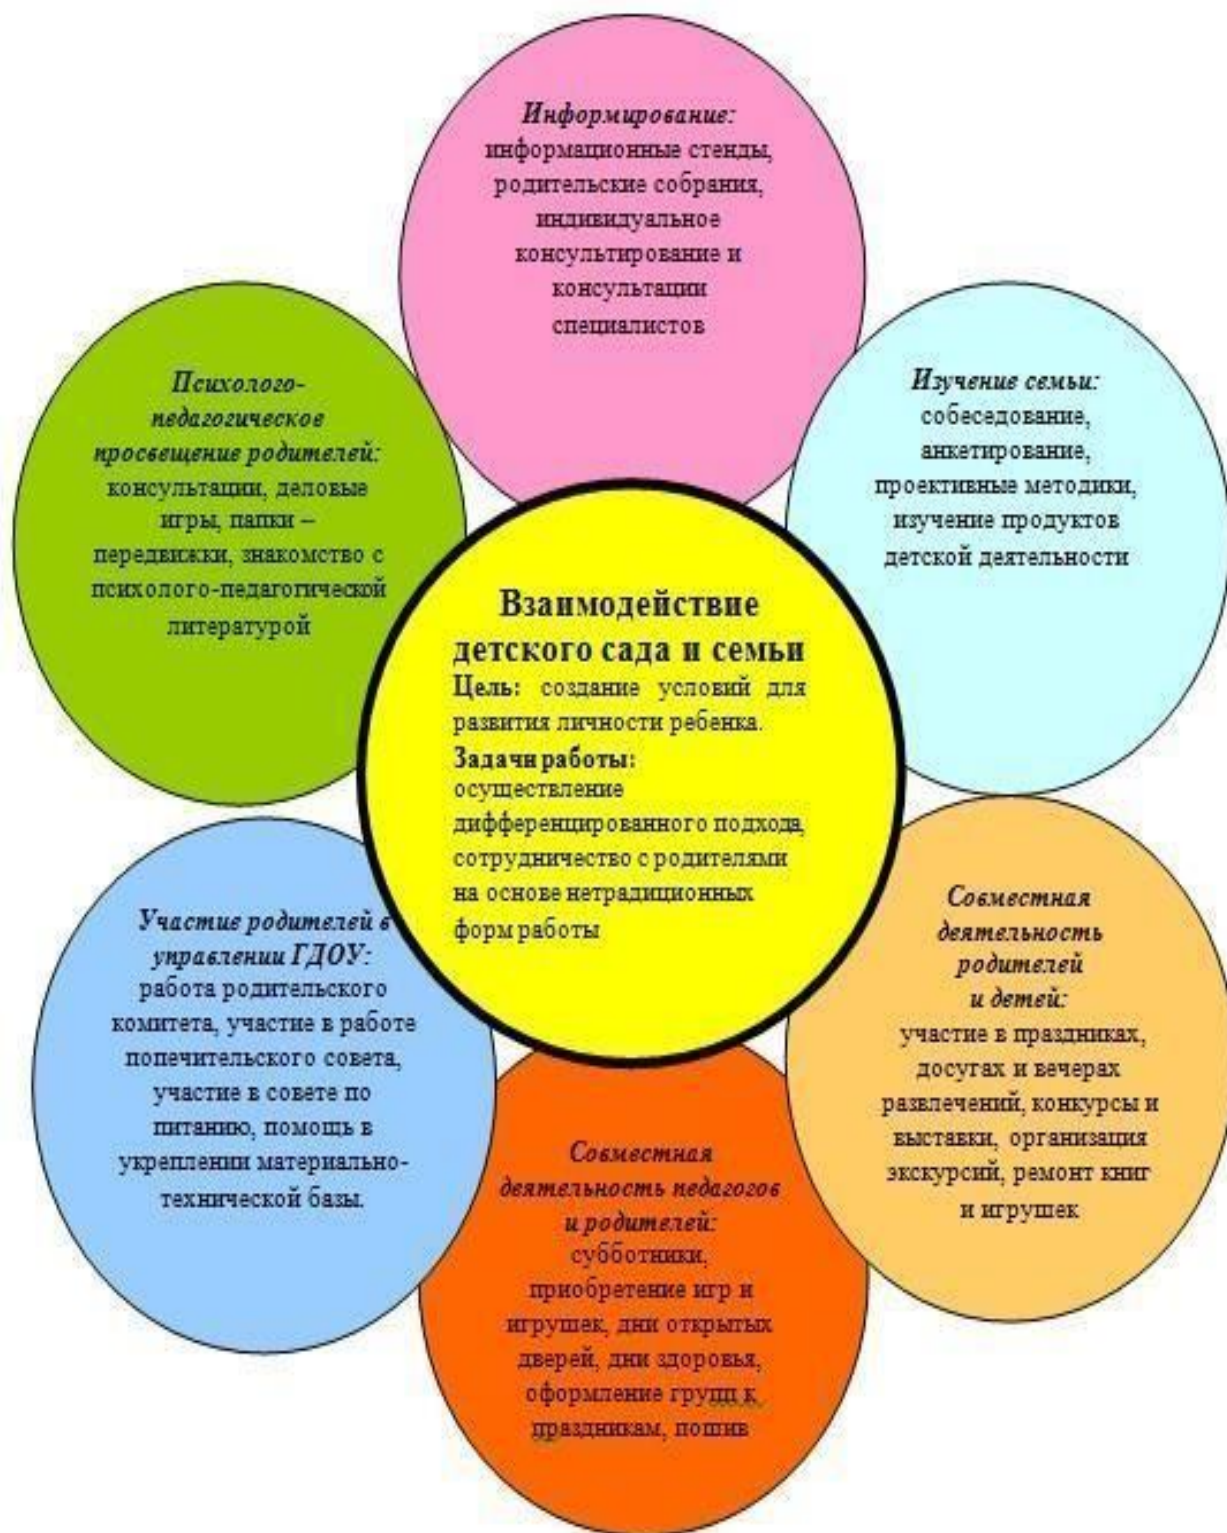 Информирование:
информационные стенды,
родительские собрания,
индивидуальное
консультирование и
консультации
специалистов
Психолого-
педагогическое
просвещение родителей:
консультации, деловые
игры, папки –
передвижки, знакомство с
психолого-педагогической
литературой
Изучение семьи:
собеседование,
анкетирование,
проективные методики,
изучение продуктов
детской деятельности
Взаимодействие
детского сада и семьи
Цель: создание условий для
развития личности ребенка.
Задачи работы:
осуществление
дифференцированного подхода,
сотрудничество с родителями
на основе нетрадиционных
форм работы
Участие родителей в
управлении ГДОУ:
работа родительского
комитета, участие в работе
попечительского совета,
участие в совете по
питанию, помощь в
укреплении материально-
технической базы.
Совместная
деятельность
родителей
и детей:
участие в праздниках,
досугах и вечерах
развлечений, конкурсы и
выставки, организация
экскурсий, ремонт книг
и игрушек
Совместная
деятельность педагогов
и родителей:
субботники,
приобретение игр и
игрушек, дни открытых
дверей, дни здоровья,
оформление групп к
праздникам, пошив